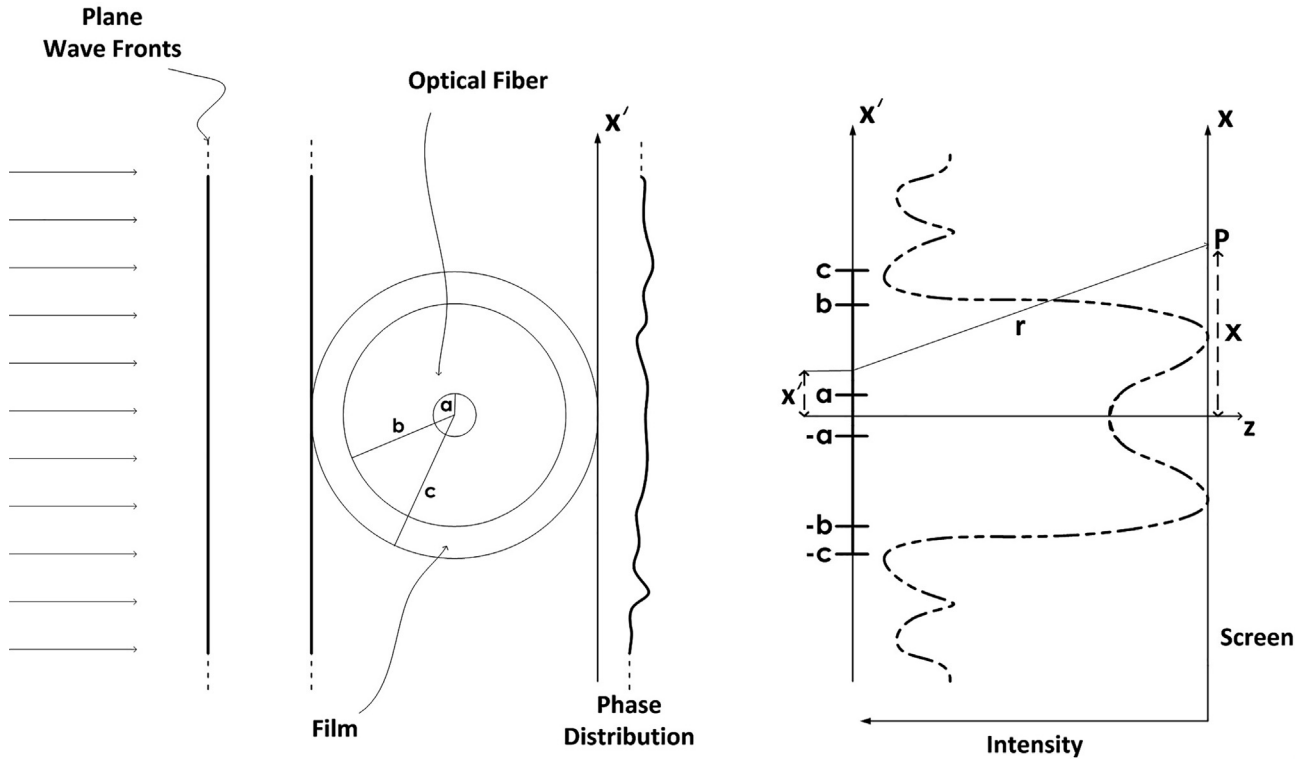 Plane
Wave Fronts
Optical Fiber
X′
a
b
c
Film
Phase
Distribution
X′
X
c
b
P
r
X
X′
a
-a
z
-b
-c
Screen
Intensity